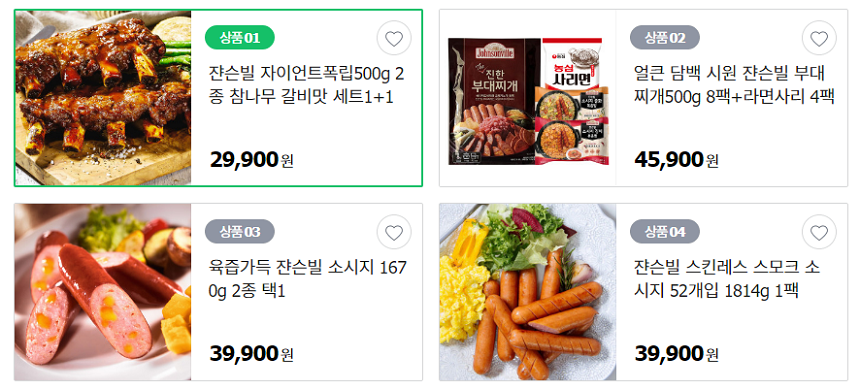 상품 01
쟌슨빌 자이언트폭립500g 2
종 참나무 갈비맛 세트1+1
29,900원
상품 02
얼큰 담백 시원 쟌슨빌 부대
찌개500g 8팩+라면사리 4팩
45,900원
Johnsonville
진한
부대찌개
농심
사리면
상품 03
육즙가득 쟌슨빌 소시지 167
0g 2종 택1
39,900원
상품 04
쟌슨빌 스킨레스 스모크 소
시지 52개입 1814g 1팩
39,900원